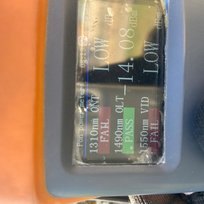 1310nm ONT LOW
FAIL
1490nm OLT -14.08
PASS
1550nm VID LOW
FAIL